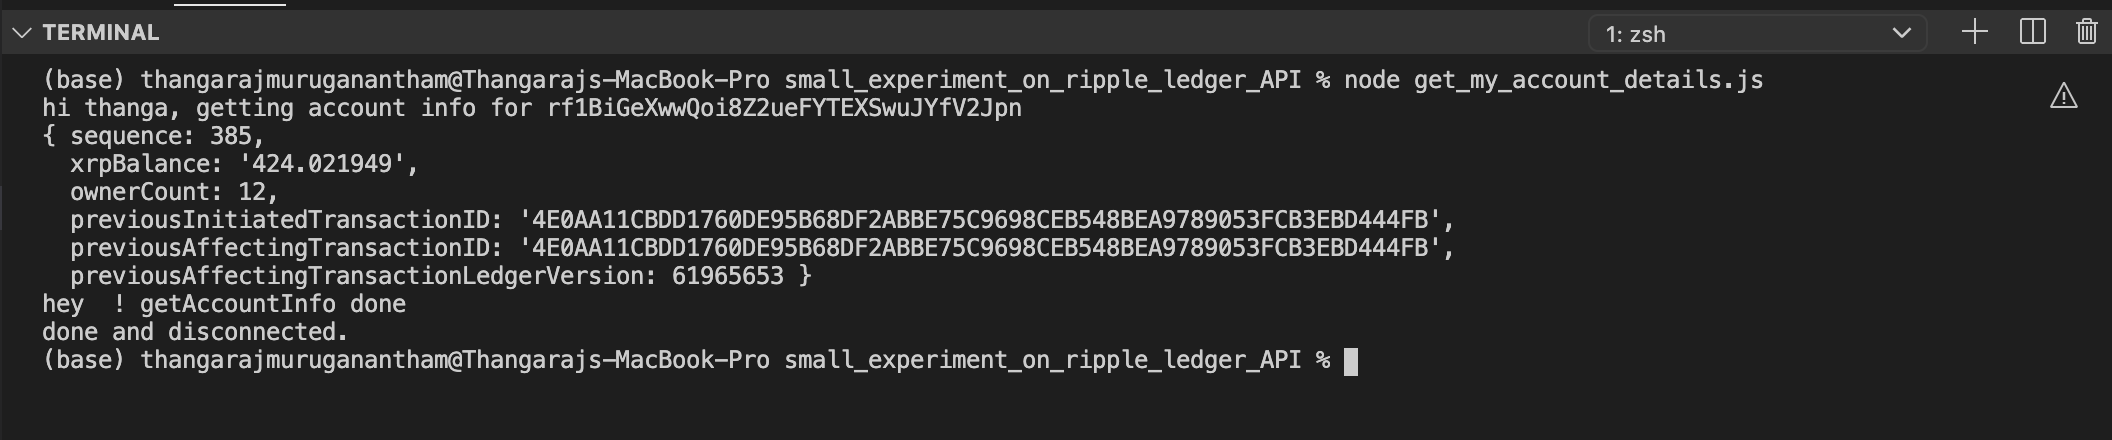 TERMINAL
1: zsh
(base) thangarajmuruganantham@Thangarajs-MacBook-Pro small_experiment_on_ripple_ledger_API % node get_my_account_details.js
hi thanga, getting account info for rf1BiGeXwwQoi8Z2ueFYTEXSwuJYfV2Jpn
{ sequence: 385,
  xrpBalance: '424.021949',
  ownerCount: 12,
  previousInitiatedTransactionID: '4E0AA11CBDD1760DE95B68DF2ABBE75C9698CEB548BEA9789053FCB3EBD444FB',
  previousAffectingTransactionID: '4E0AA11CBDD1760DE95B68DF2ABBE75C9698CEB548BEA9789053FCB3EBD444FB',
  previousAffectingTransactionLedgerVersion: 61965653 }
hey  ! getAccountInfo done
done and disconnected.
(base) thangarajmuruganantham@Thangarajs-MacBook-Pro small_experiment_on_ripple_ledger_API %